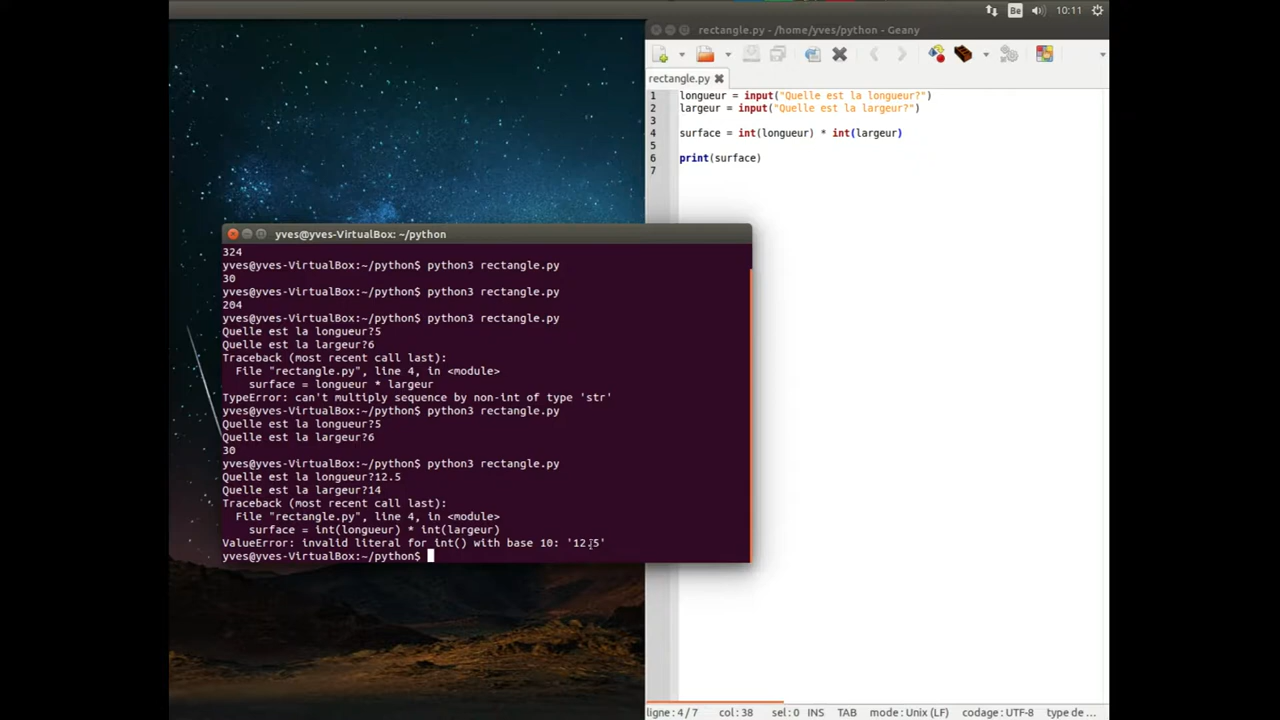 Be
10:11
rectangle.py - /home/yves/python - Geany
rectangle.py
1 longueur = input("Quelle est la longueur?")
2 largeur = input("Quelle est la largeur?")
3
4 surface = int(longueur) * int(largeur)
5
6 print(surface)
7
yves@yves-VirtualBox: ~/python
324
yves@yves-VirtualBox:~/python$ python3 rectangle.py
30
yves@yves-VirtualBox:~/python$ python3 rectangle.py
204
yves@yves-VirtualBox:~/python$ python3 rectangle.py
Quelle est la longueur?5
Quelle est la largeur?6
Traceback (most recent call last):
  File "rectangle.py", line 4, in <module>
    surface = longueur * largeur
TypeError: can't multiply sequence by non-int of type 'str'
yves@yves-VirtualBox:~/python$ python3 rectangle.py
Quelle est la longueur?5
Quelle est la largeur?6
30
yves@yves-VirtualBox:~/python$ python3 rectangle.py
Quelle est la longueur?12.5
Quelle est la largeur?14
Traceback (most recent call last):
  File "rectangle.py", line 4, in <module>
    surface = int(longueur) * int(largeur)
ValueError: invalid literal for int() with base 10: '12.5'
yves@yves-VirtualBox:~/python$
ligne : 4 / 7 col : 38 sel : 0 INS TAB mode : Unix (LF) codage : UTF-8 type de ...